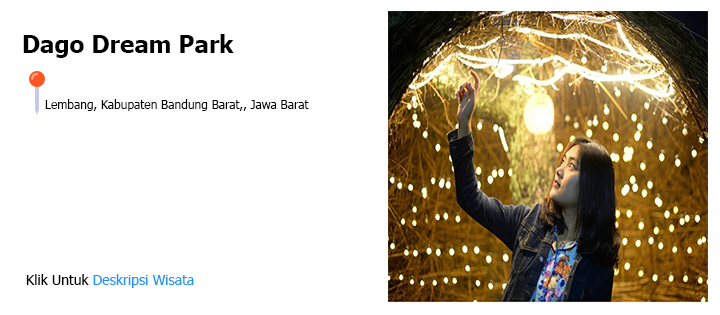 Dago Dream Park
Lembang, Kabupaten Bandung Barat,, Jawa Barat
Klik Untuk Deskripsi Wisata